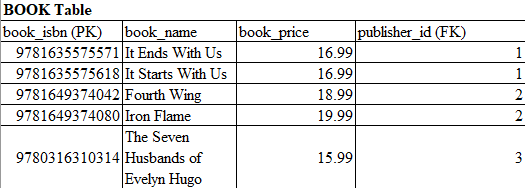 BOOK Table
book_isbn (PK) book_name book_price publisher_id (FK)
9781635575571 It Ends With Us 16.99 1
9781635575618 It Starts With Us 16.99 1
9781649374042 Fourth Wing 18.99 2
9781649374080 Iron Flame 19.99 2
The Seven
9780316310314 Husbands of 15.99 3
Evelyn Hugo